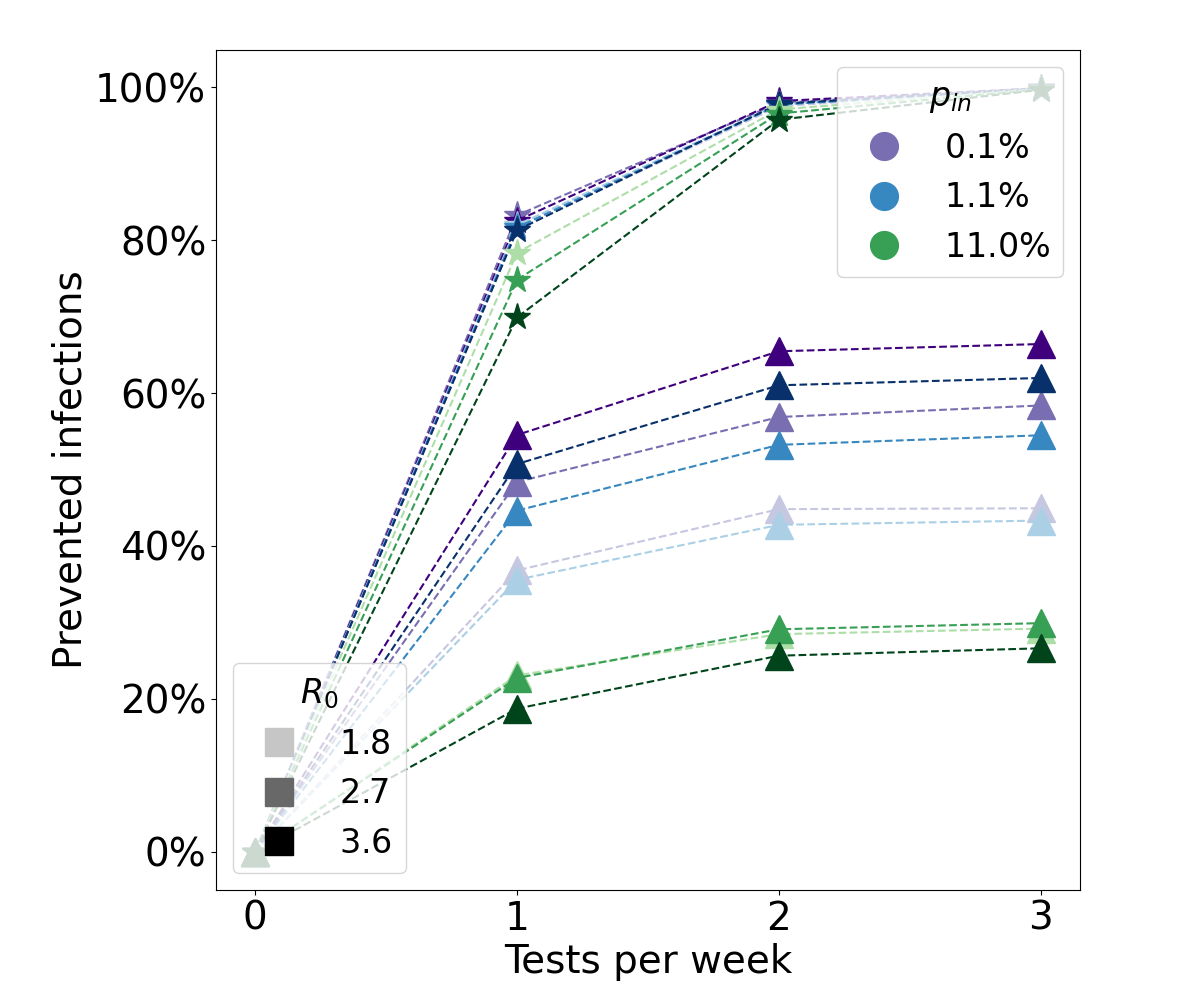 100%
80%
60%
40%
20%
0%
Prevented infections
p_in
0.1%
1.1%
11.0%
R_0
1.8
2.7
3.6
0 1 2 3
Tests per week